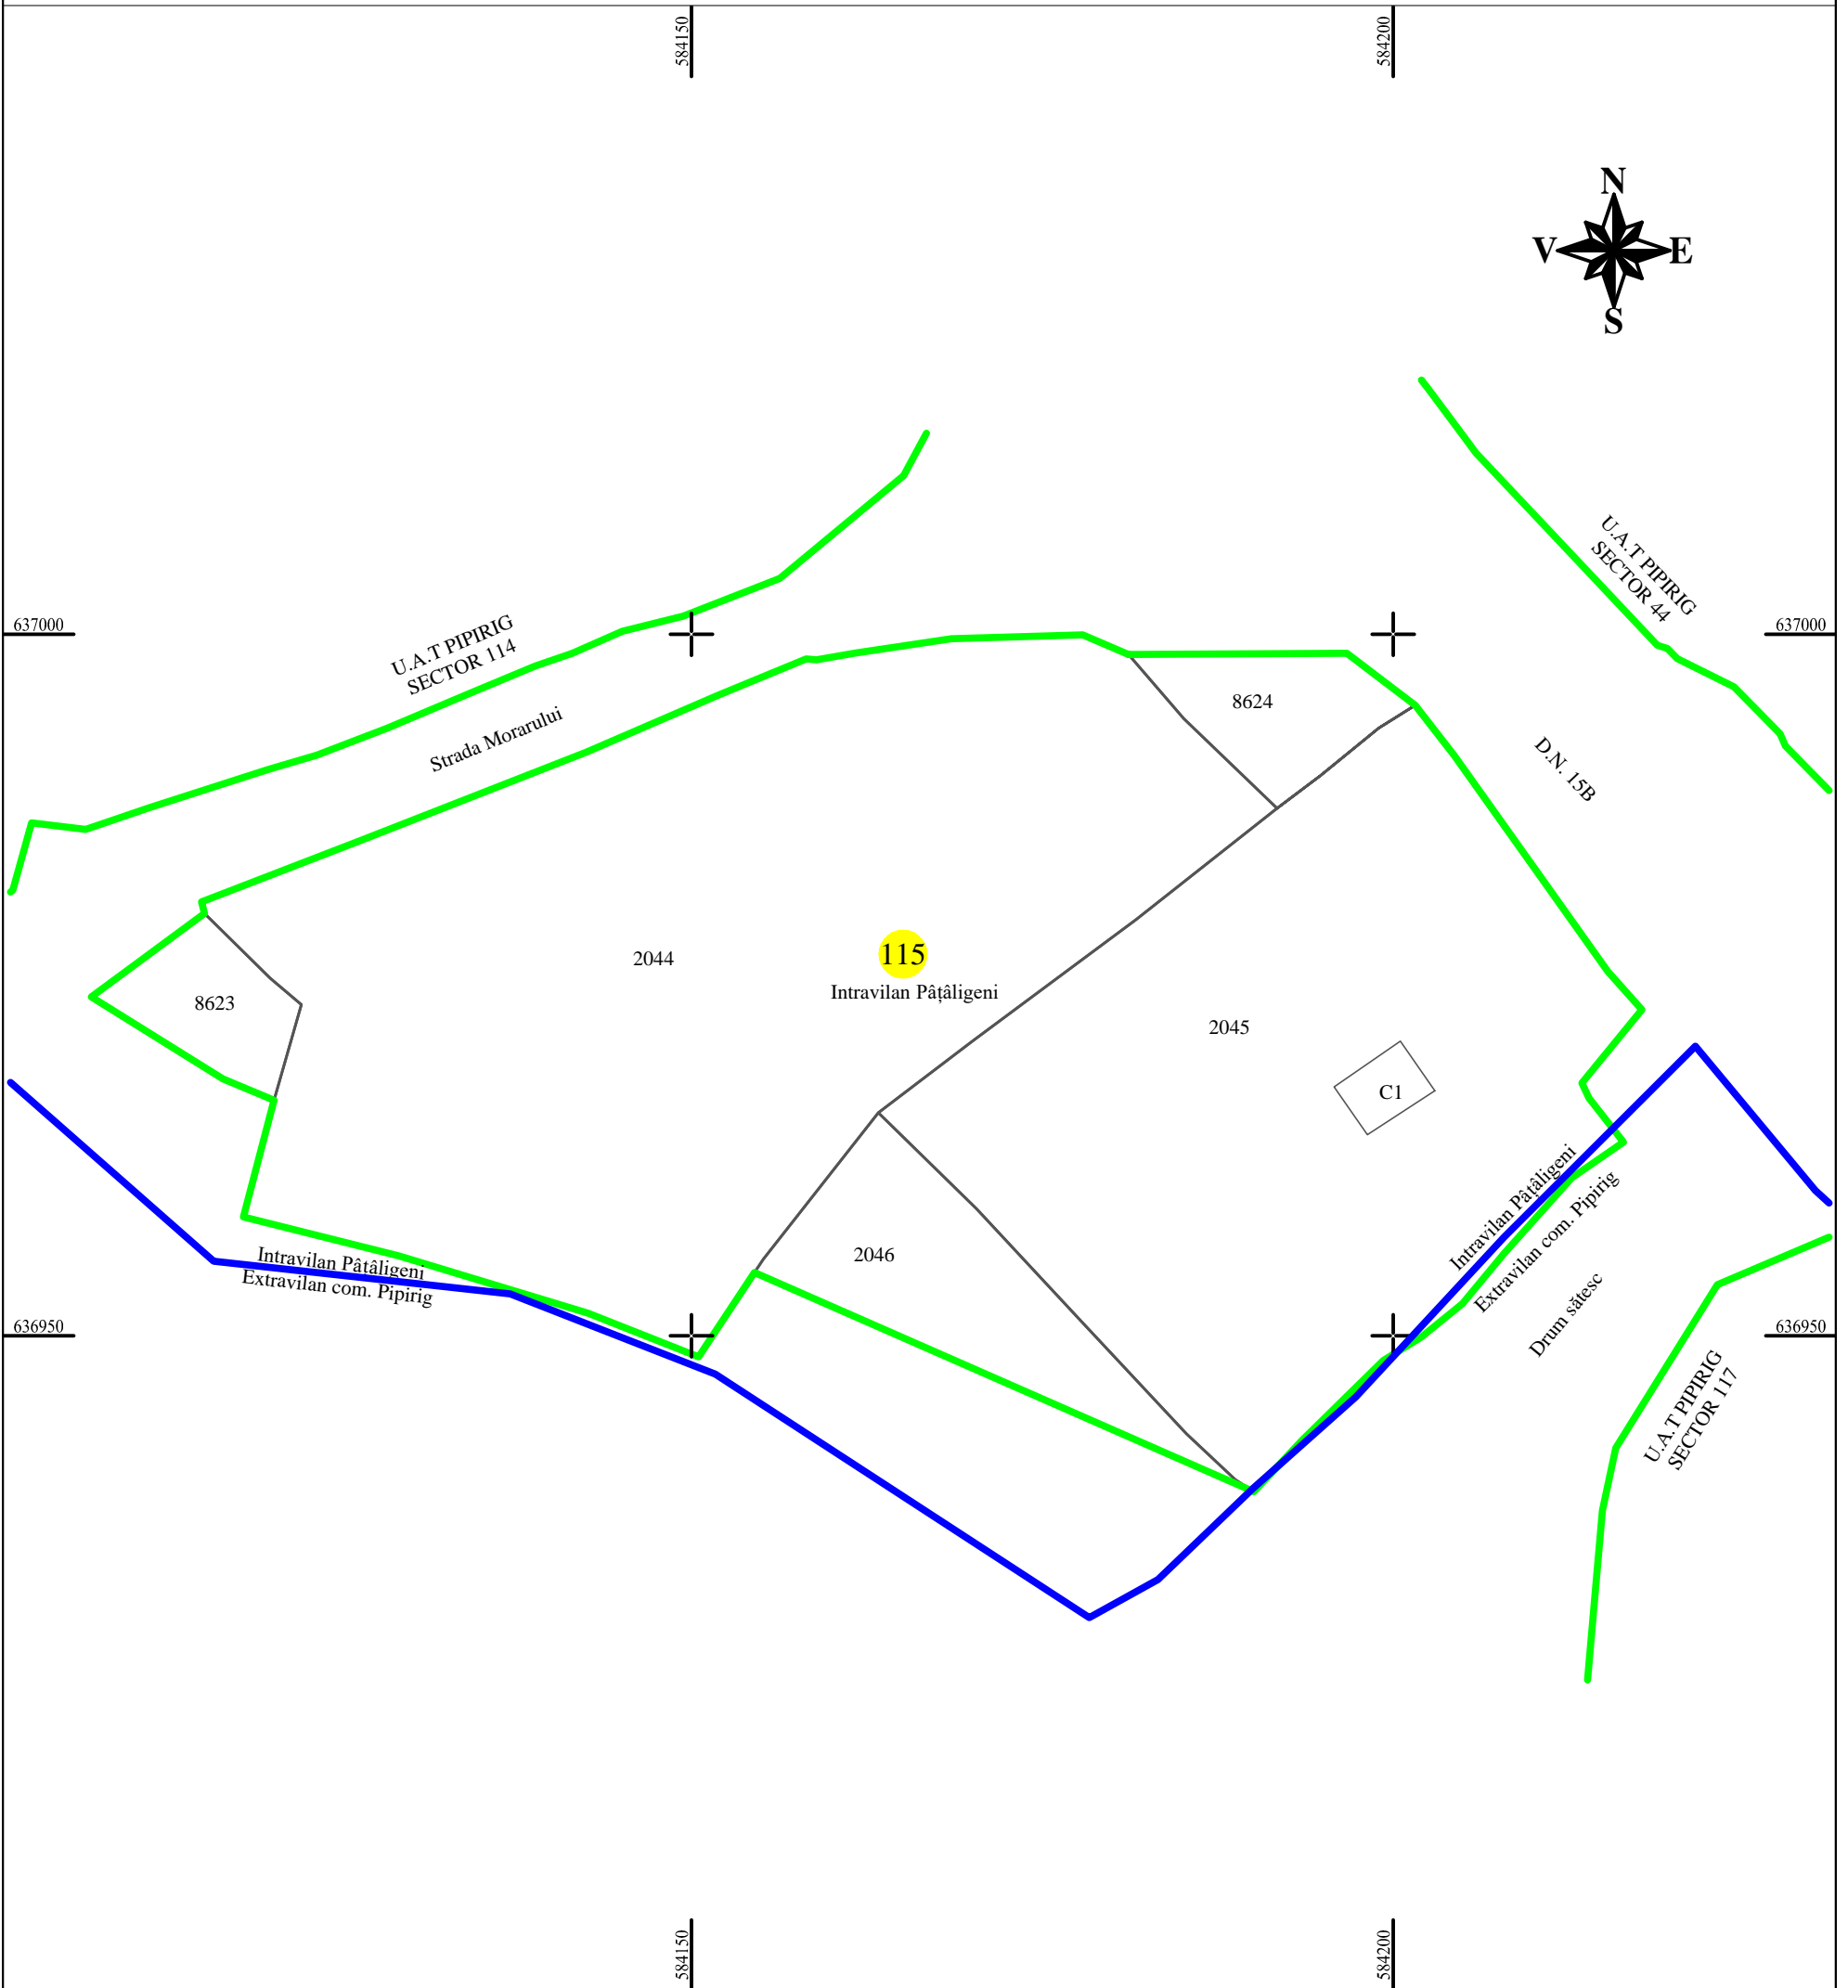 584150
584200
N
V
E
S
637000
637000
U.A.T PIPIRIG
SECTOR 44
U.A.T PIPIRIG
SECTOR 114
Strada Morarului
8624
D.N. 15B
2044
115
Intravilan Pâțâligeni
8623
2045
C1
2046
Intravilan Pâțâligeni
Extravilan com. Pipirig
Intravilan Pâțâligeni
Extravilan com. Pipirig
Drum sătesc
636950
636950
U.A.T PIPIRIG
SECTOR 117
584150
584200